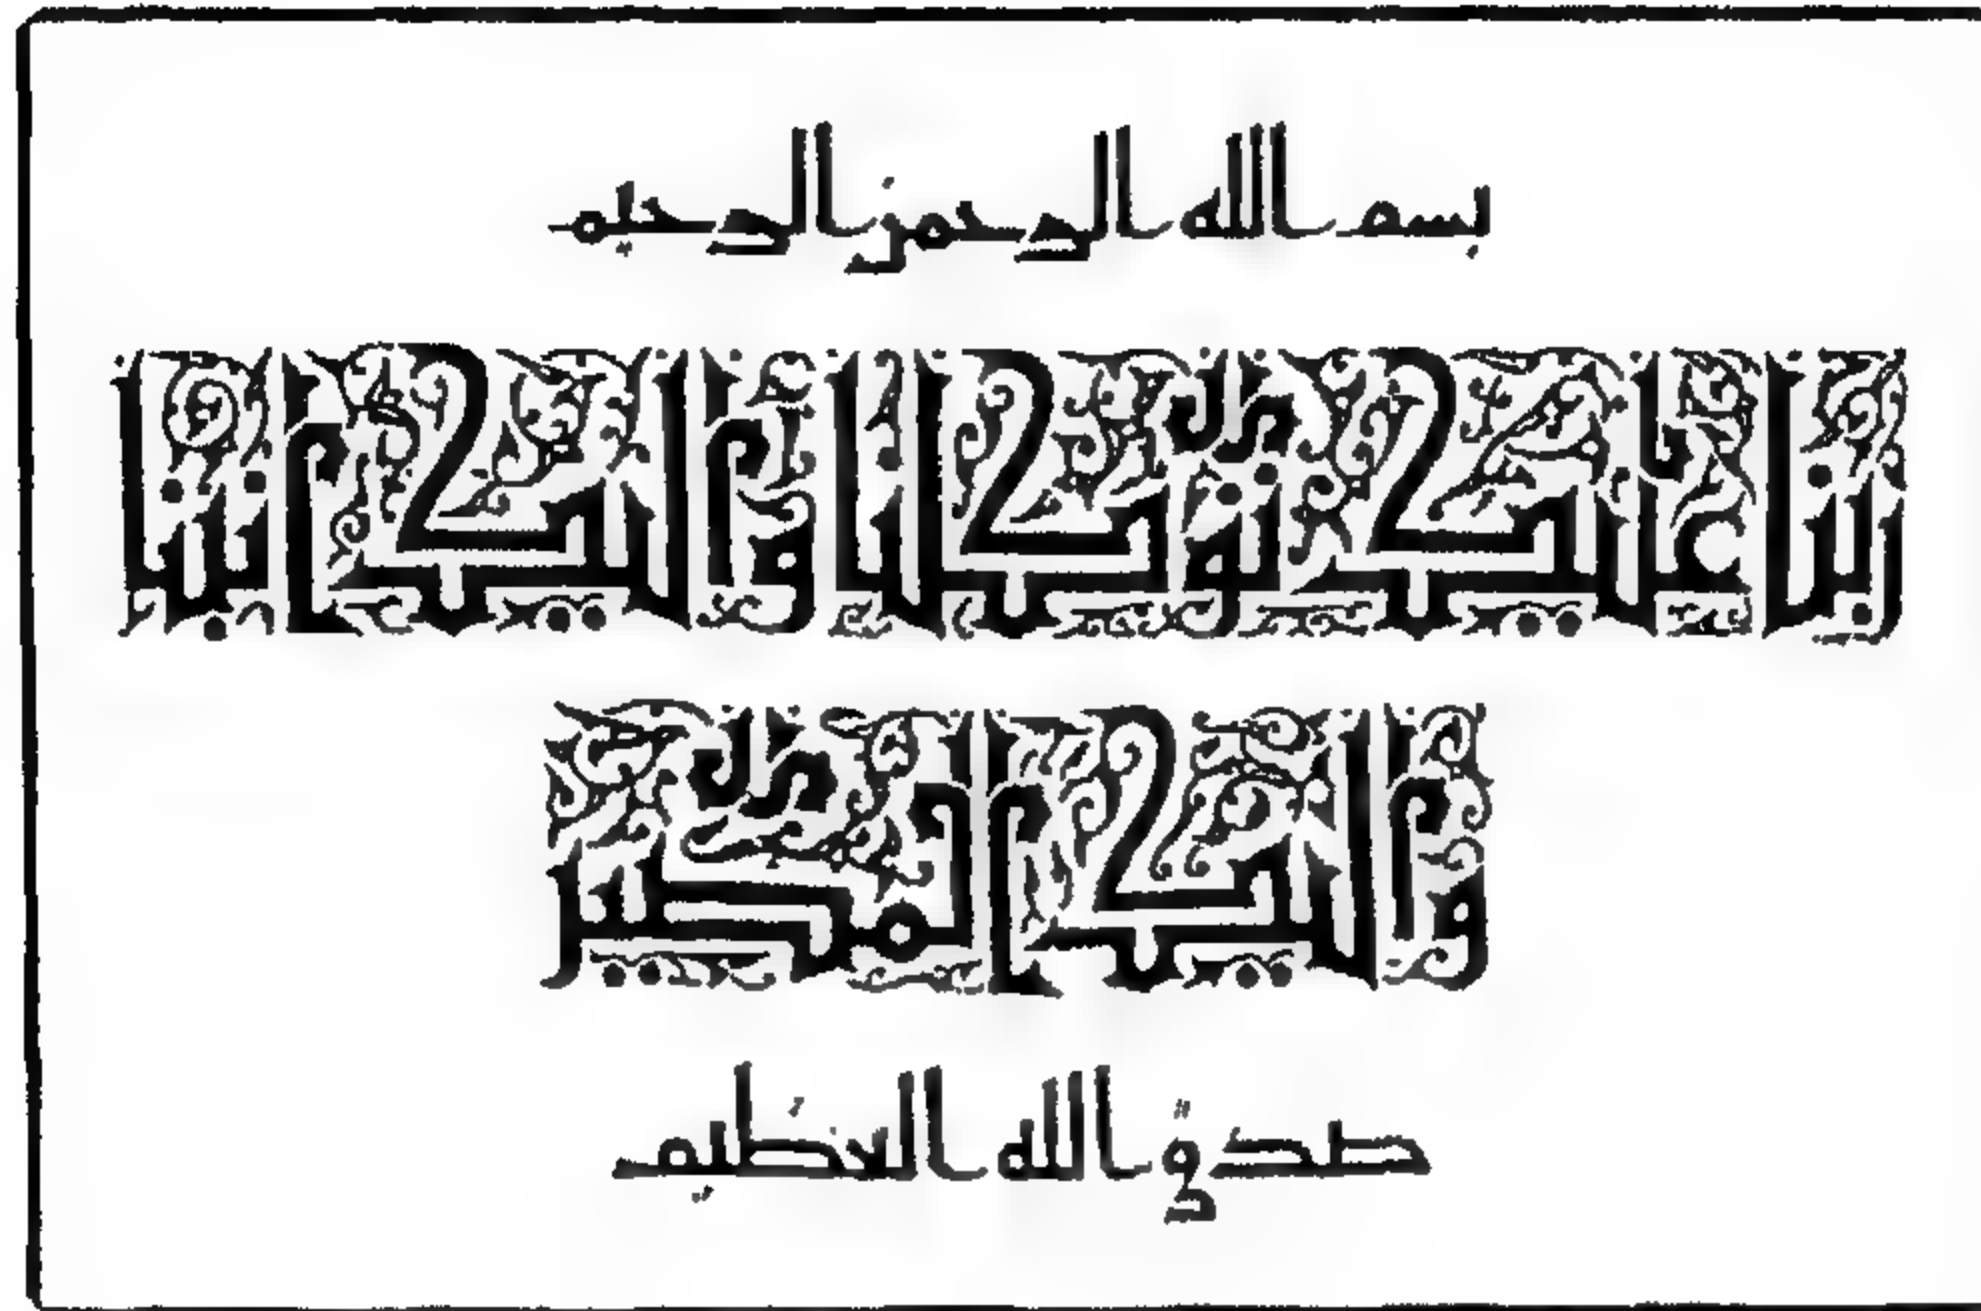 بسم الله الرحمن الرحيم
ربنا عليك توكلنا وإليك أنبنا
وإليك المصير
صدق الله العظيم